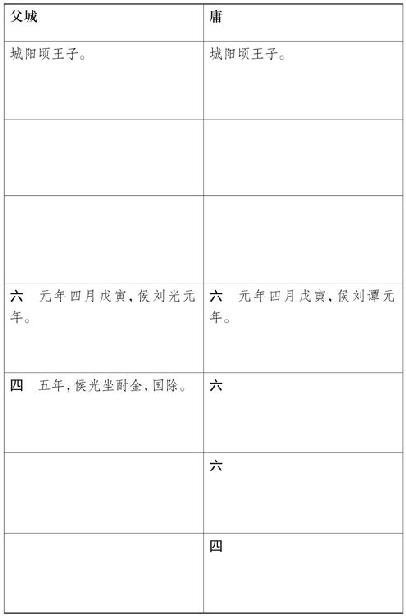 父城
庸
城阳顷王子。
城阳顷王子。
六 元年四月戊寅,侯刘光元
年。
六 元年四月戊寅,侯刘谭元
年。
四 五年,侯光坐耐金,国除。
六
六
四